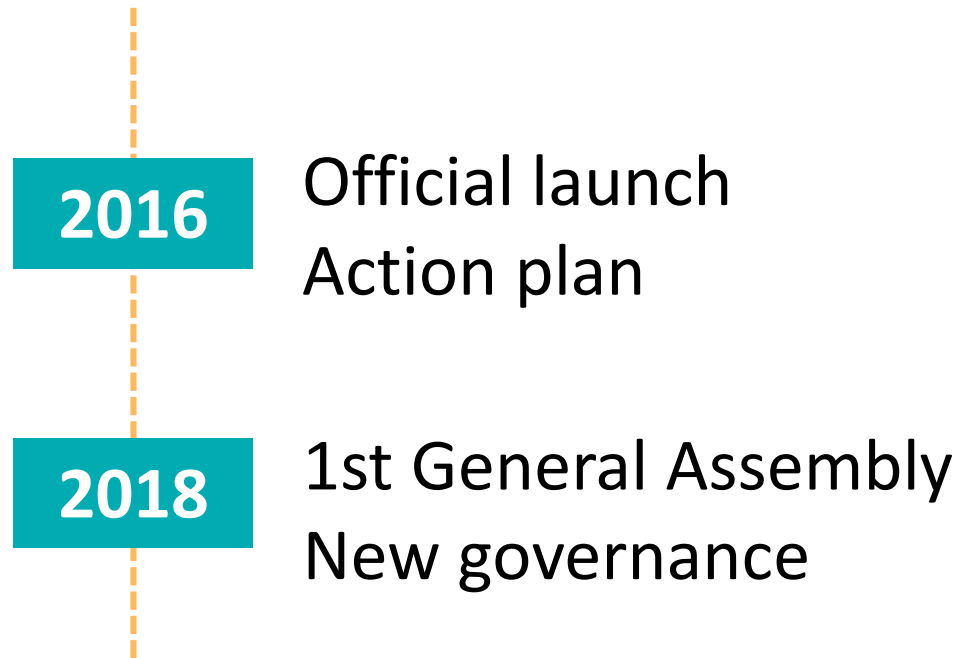 2016
Official launch
Action plan
2018
1st General Assembly
New governance